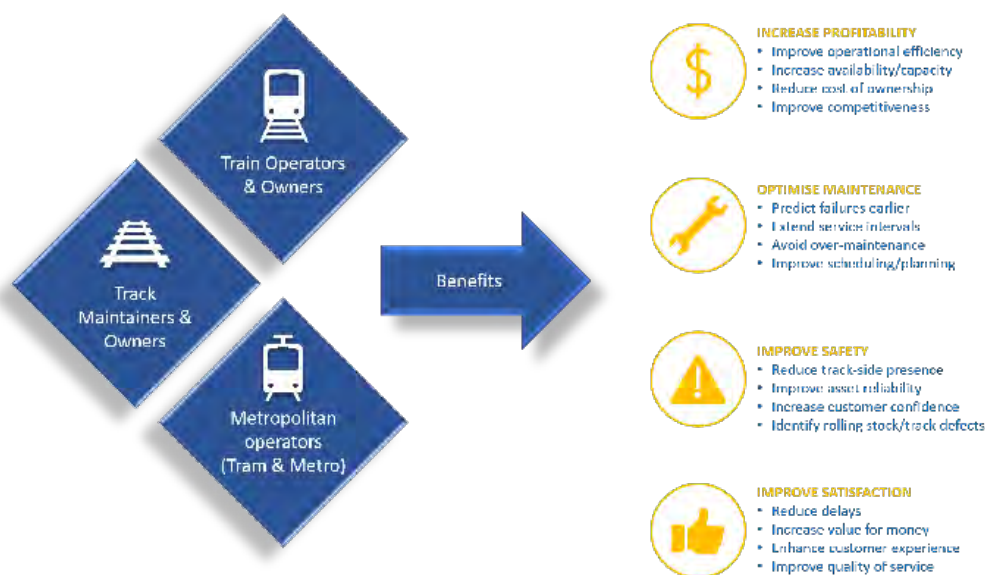 Train Operators
& Owners
Track
Maintainers &
Owners
Metropolitan
operators
(Tram & Metro)
Benefits
INCREASE PROFITABILITY
• Improve operational efficiency
• Increase availability/capacity
• Reduce cost of ownership
• Improve competitiveness
OPTIMISE MAINTENANCE
• Predict failures earlier
• Extend service intervals
• Avoid over-maintenance
• Improve scheduling/planning
IMPROVE SAFETY
• Reduce track-side presence
• Improve asset reliability
• Increase customer confidence
• Identify rolling stock/track defects
IMPROVE SATISFACTION
• Reduce delays
• Increase value for money
• Enhance customer experience
• Improve quality of service